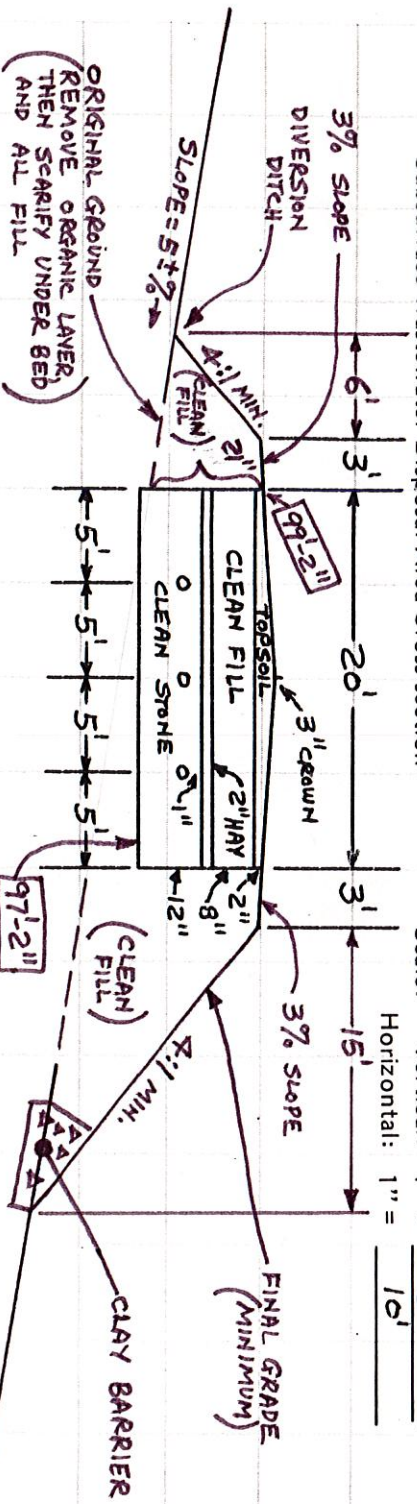 Horizontal: 1" = 10'
6'
3'
20'
3'
15'
3% SLOPE
DIVERSION
DITCH
4:1 MIN.
(CLEAN
FILL)
21"
99'-2"
3" CROWN
TOPSOIL
CLEAN FILL
2" HAY
CLEAN STONE
1"
2"
8"
12"
3% SLOPE
FINAL GRADE
(MINIMUM)
4:1 MIN.
SLOPE = 5±%
ORIGINAL GROUND
(REMOVE ORGANIC LAYER,
THEN SCARIFY UNDER BED
AND ALL FILL)
5'
5'
5'
5'
97'-2"
(CLEAN
FILL)
CLAY BARRIER